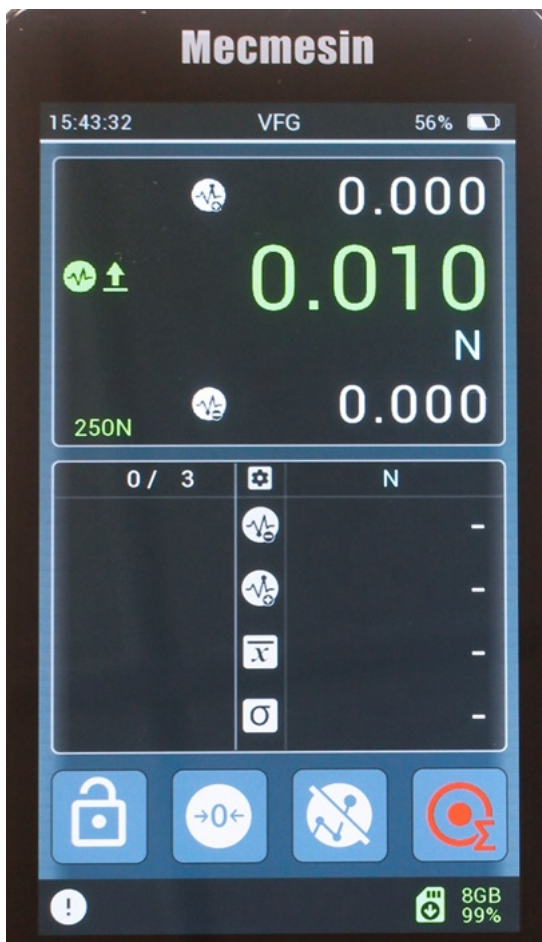 Mecmesin
15:43:32 VFG 56%
0.000
0.010
N
0.000
250N
0/ 3 N
-
-
x̄ -
σ -
→0←
Σ
!
8GB
99%